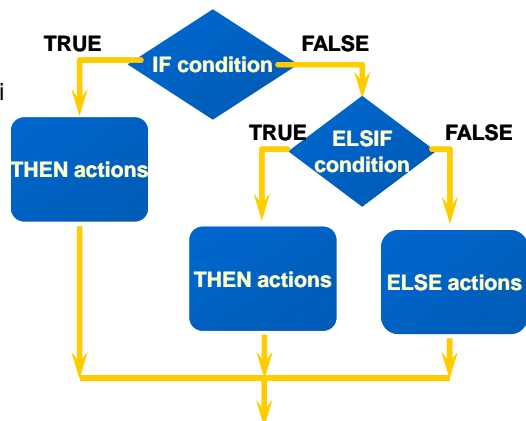 TRUE
FALSE
IF condition
i
THEN actions
TRUE
ELSIF
condition
FALSE
THEN actions
ELSE actions